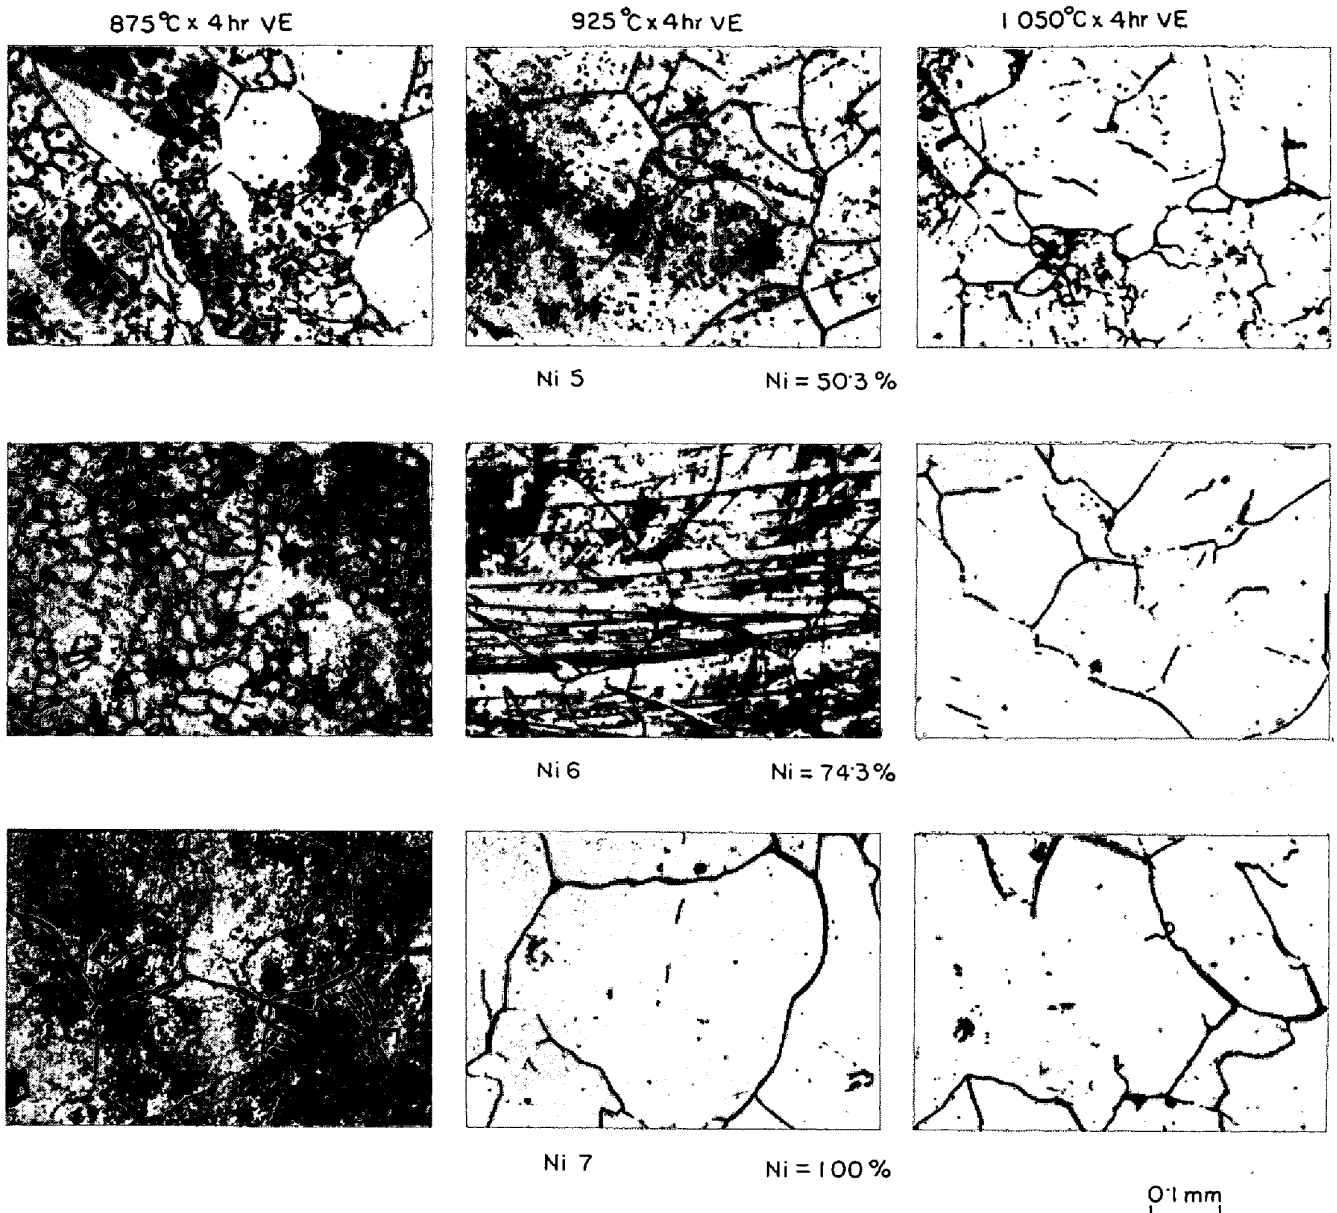 875°C x 4hr VE 925°C x 4hr VE 1 050°C x 4hr VE
Ni 5 Ni = 50·3 %
Ni 6 Ni = 74·3%
Ni 7 Ni = 100 %
0·1 mm